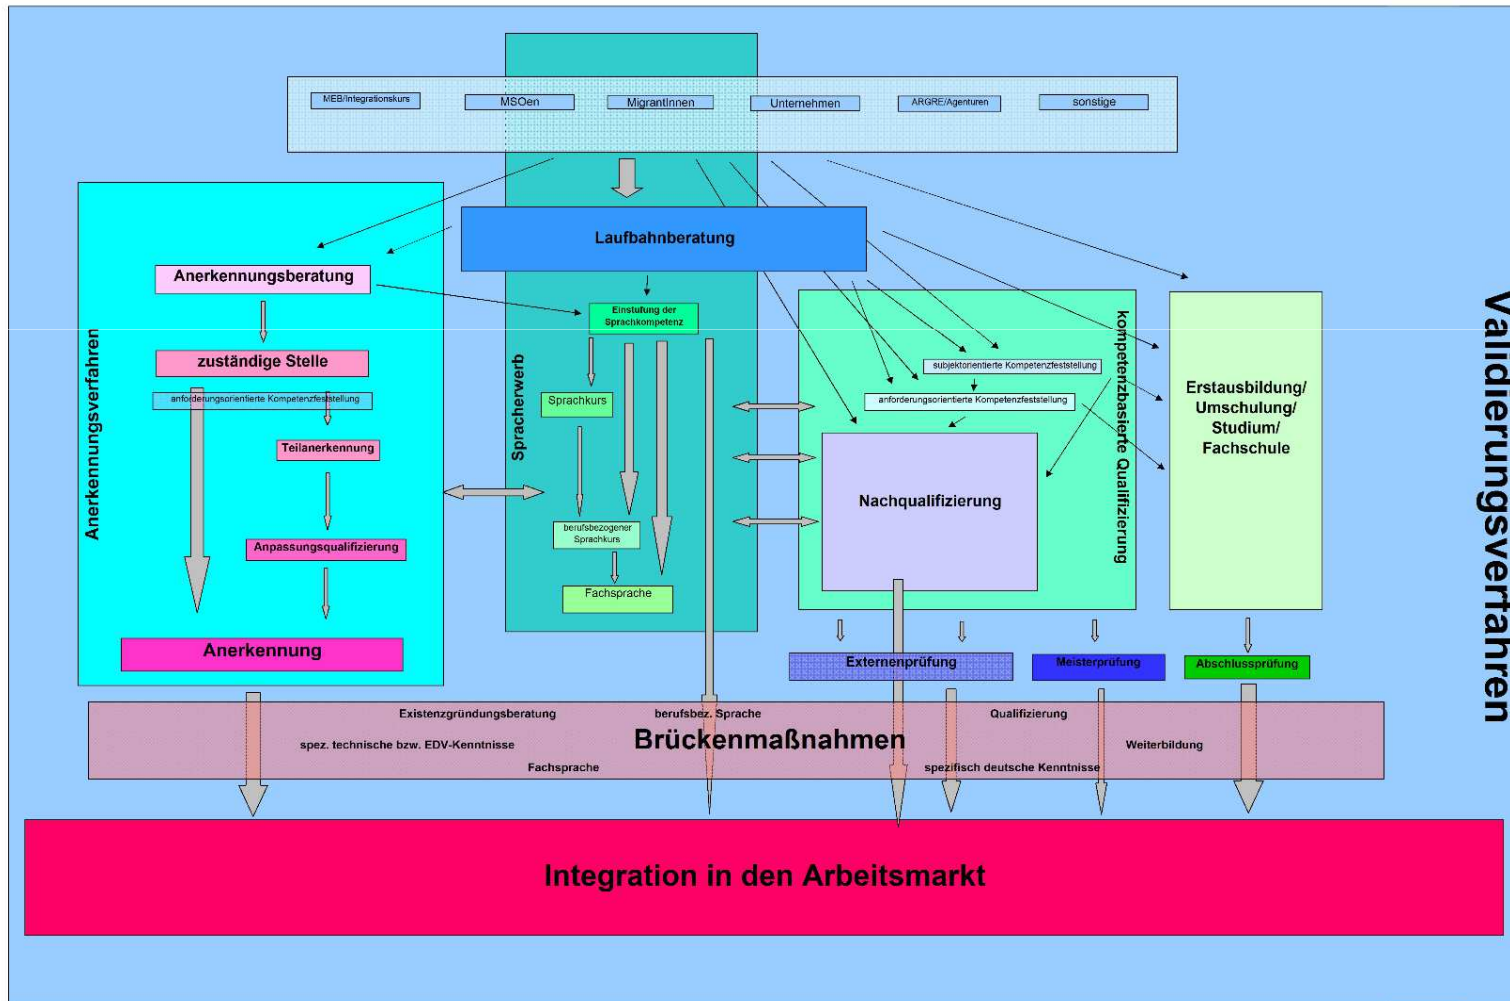 MEB/Integrationskurs
MSOen
MigrantInnen
Unternehmen
ARGRE/Agenturen
sonstige
Laufbahnberatung
Anerkennungsverfahren
Anerkennungsberatung
zuständige Stelle
anforderungsorientierte Kompetenzfeststellung
Teilanerkennung
Anpassungsqualifizierung
Anerkennung
Spracherwerb
Einstufung der
Sprachkompetenz
Sprachkurs
berufsbezogener
Sprachkurs
Fachsprache
kompetenzbasierte Qualifizierung
subjektorientierte Kompetenzfeststellung
anforderungsorientierte Kompetenzfeststellung
Nachqualifizierung
Erstausbildung/
Umschulung/
Studium/
Fachschule
Validierungsverfahren
Externenprüfung
Meisterprüfung
Abschlussprüfung
Existenzgründungsberatung
berufsbez. Sprache
Qualifizierung
spez. technische bzw. EDV-Kenntnisse
Brückenmaßnahmen
Weiterbildung
Fachsprache
spezifisch deutsche Kenntnisse
Integration in den Arbeitsmarkt